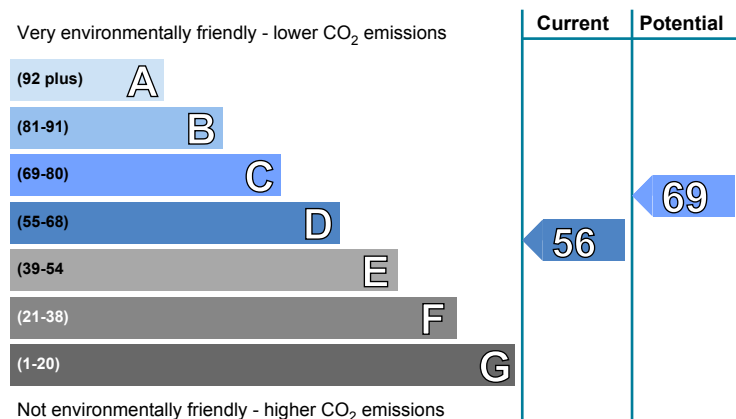 Current Potential
Very environmentally friendly - lower CO₂ emissions
(92 plus) A
(81-91) B
(69-80) C
69
(55-68) D
56
(39-54 E
(21-38) F
(1-20) G
Not environmentally friendly - higher CO₂ emissions